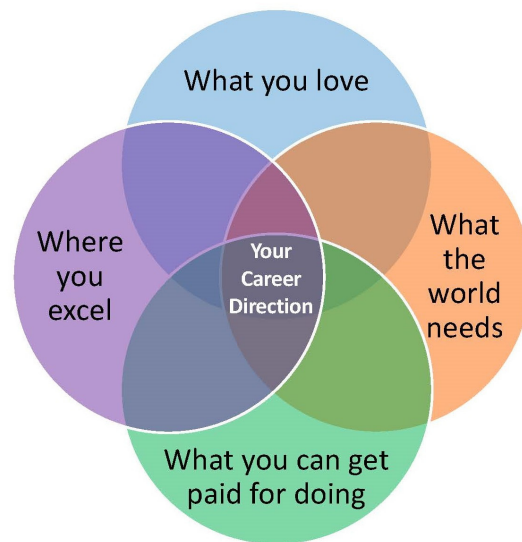 What you love
Where
you
excel
Your
Career
Direction
What
the
world
needs
What you can get
paid for doing